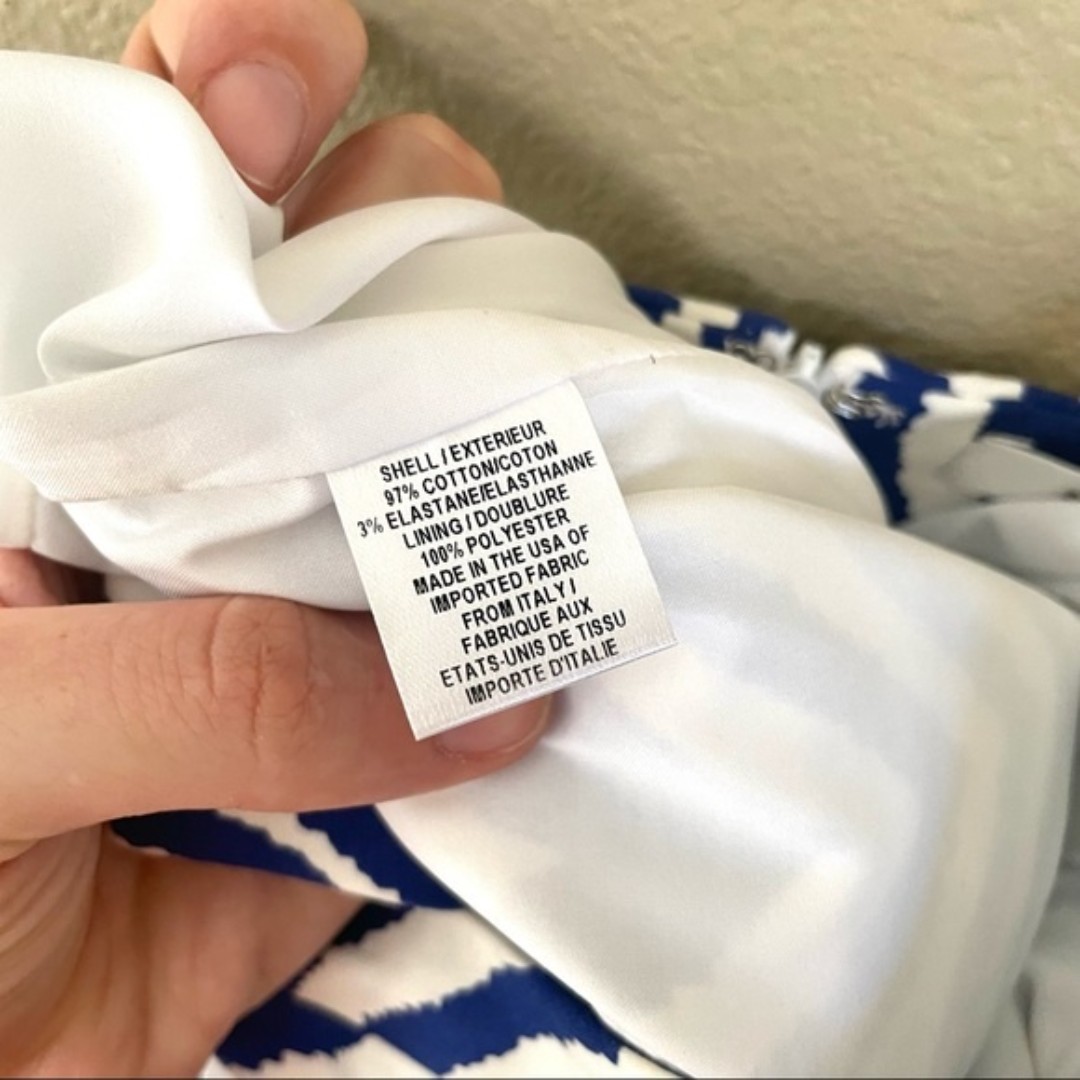 SHELL / EXTERIEUR
97% COTTON/COTON
3% ELASTANE/ELASTHANNE
LINING / DOUBLURE
100% POLYESTER
MADE IN THE USA OF
IMPORTED FABRIC
FROM ITALY /
FABRIQUE AUX
ETATS-UNIS DE TISSU
IMPORTE D'ITALIE